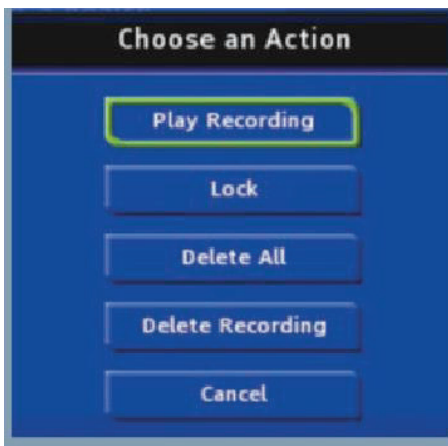 Choose an Action
Play Recording
Lock
Delete All
Delete Recording
Cancel